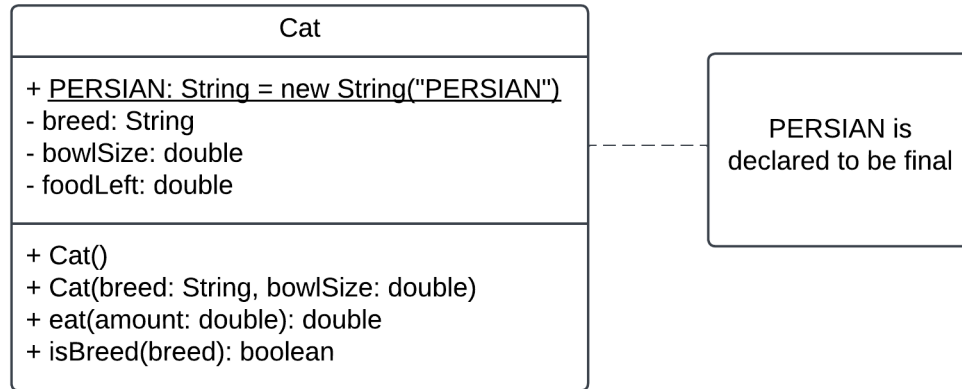 Cat
+ PERSIAN: String = new String("PERSIAN")
- breed: String
- bowlSize: double
- foodLeft: double
+ Cat()
+ Cat(breed: String, bowlSize: double)
+ eat(amount: double): double
+ isBreed(breed): boolean
PERSIAN is
declared to be final